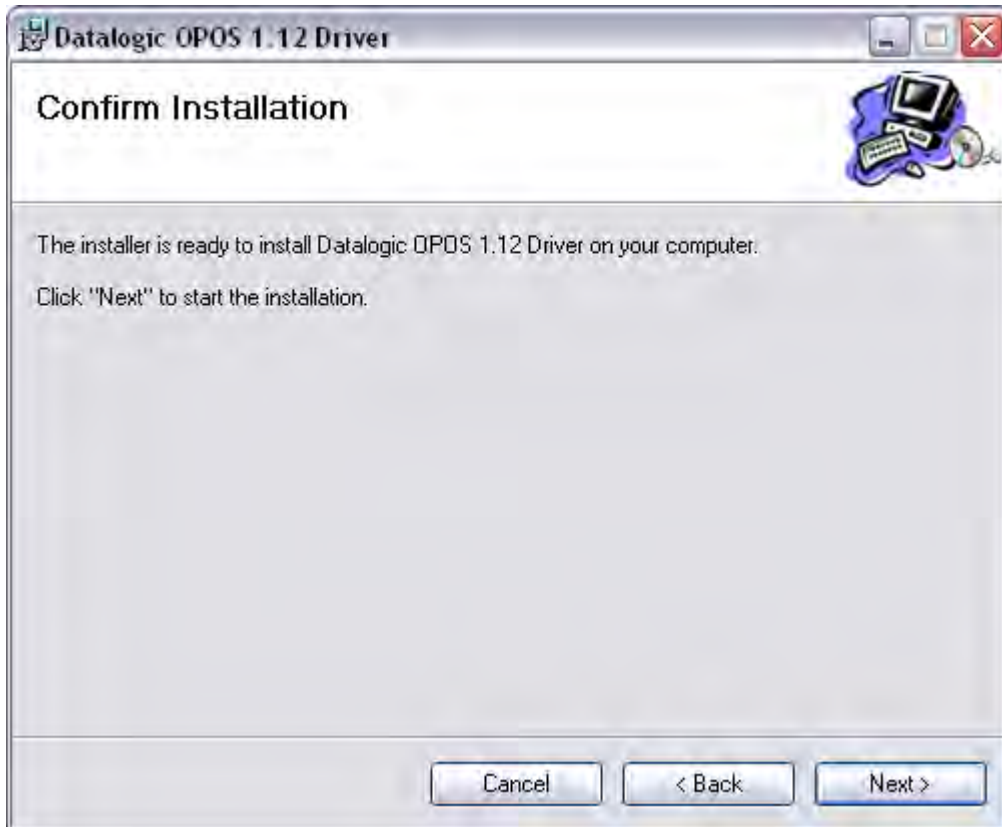 Datalogic OPOS 1.12 Driver
Confirm Installation
The installer is ready to install Datalogic OPOS 1.12 Driver on your computer.
Click "Next" to start the installation.
Cancel
< Back
Next >